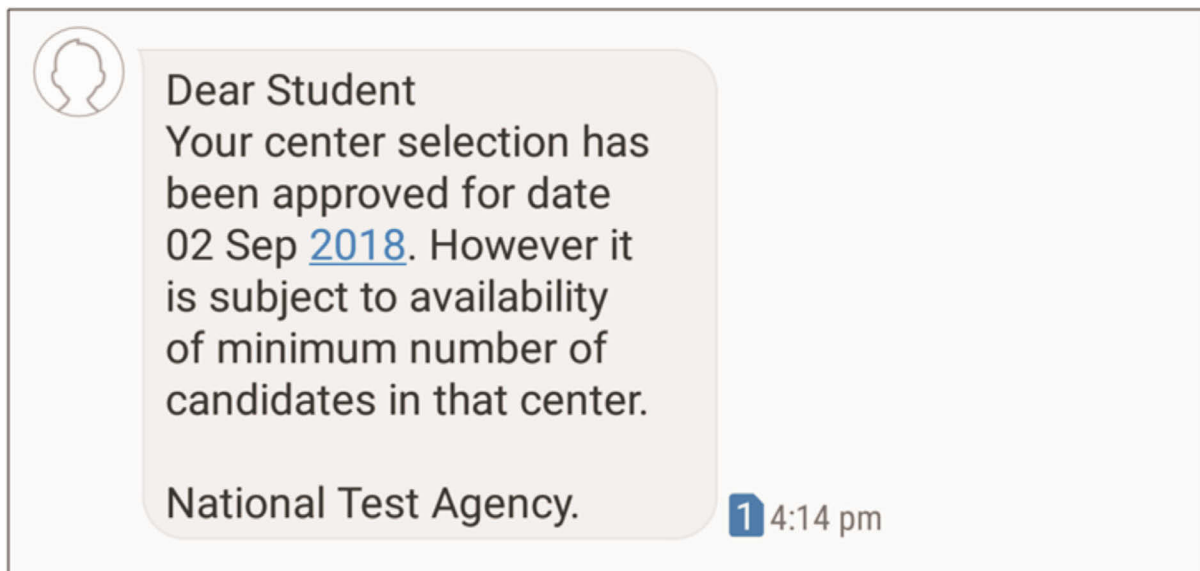 Dear Student
Your center selection has
been approved for date
02 Sep 2018. However it
is subject to availability
of minimum number of
candidates in that center.
National Test Agency.
1 4:14 pm